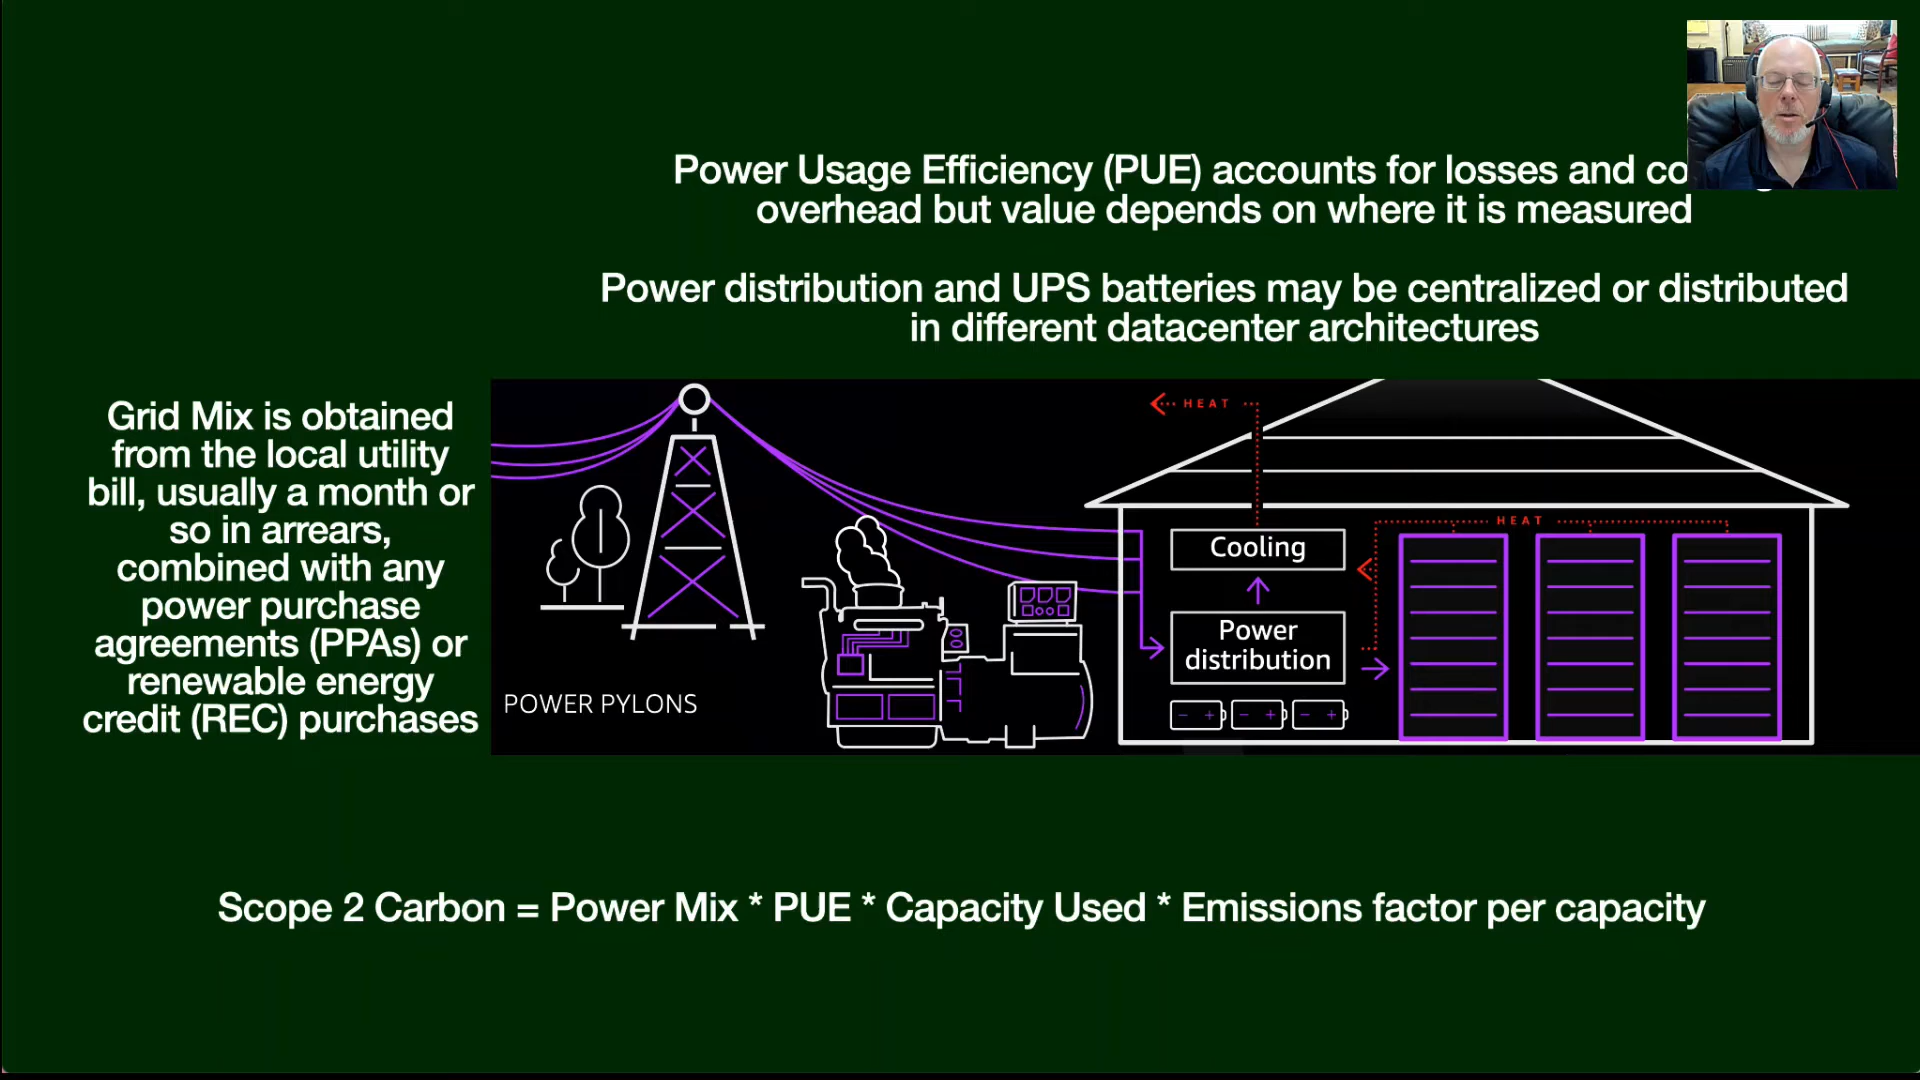 Power Usage Efficiency (PUE) accounts for losses and
overhead but value depends on where it is measured
Power distribution and UPS batteries may be centralized or distributed
in different datacenter architectures
Grid Mix is obtained
from the local utility
bill, usually a month or
so in arrears,
combined with any
power purchase
agreements (PPAs) or
renewable energy
credit (REC) purchases
POWER PYLONS
HEAT
HEAT
Cooling
Power
distribution
- +
- +
- +
Scope 2 Carbon = Power Mix * PUE * Capacity Used * Emissions factor per capacity